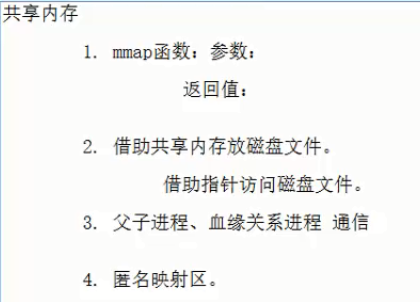 共享内存
1. mmap函数：参数：
返回值：
2. 借助共享内存放磁盘文件。
借助指针访问磁盘文件。
3. 父子进程、血缘关系进程 通信
4. 匿名映射区。